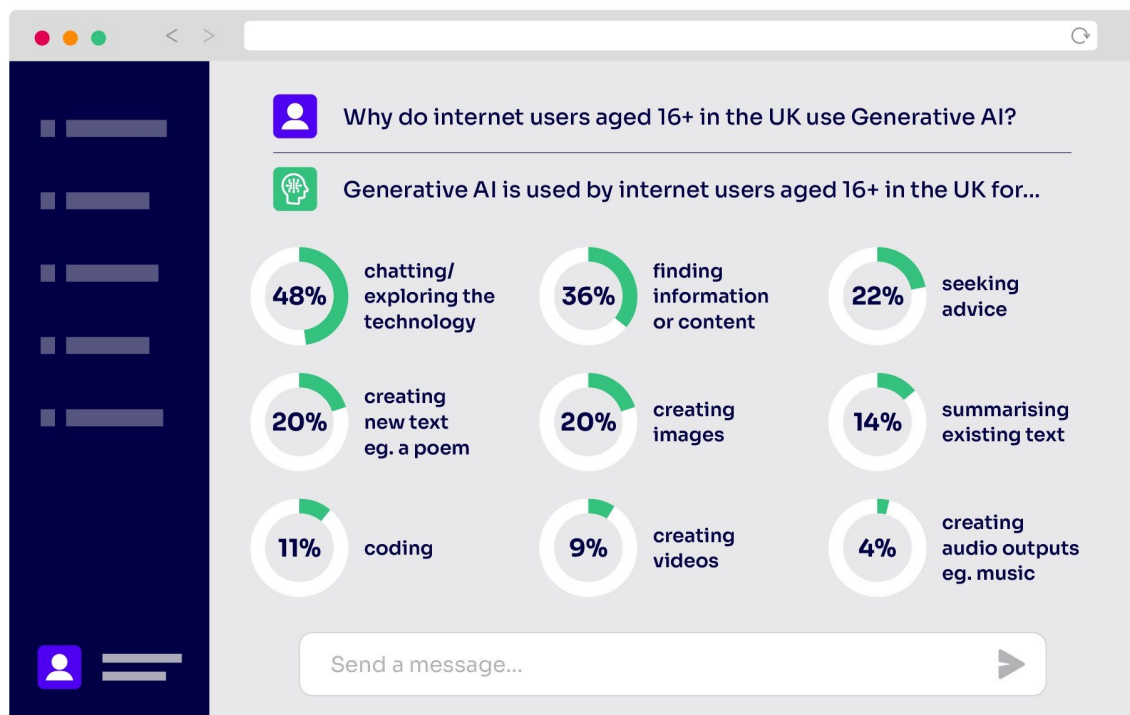 Why do internet users aged 16+ in the UK use Generative AI?
Generative AI is used by internet users aged 16+ in the UK for...
48%
chatting/
exploring the
technology
36%
finding
information
or content
22%
seeking
advice
20%
creating
new text
eg. a poem
20%
creating
images
14%
summarising
existing text
11%
coding
9%
creating
videos
4%
creating
audio outputs
eg. music
Send a message...